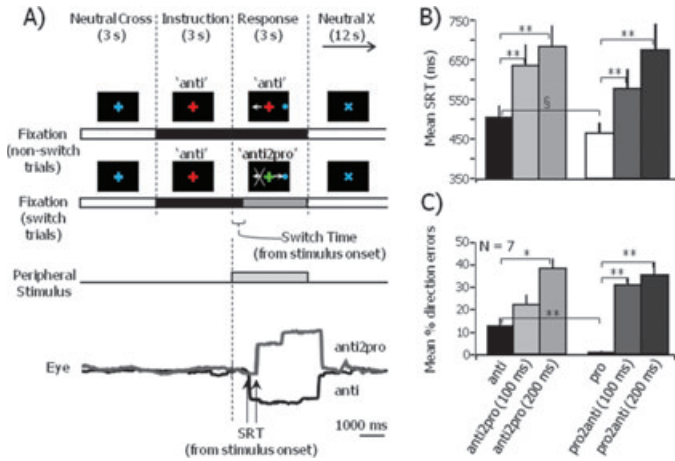 A)
Neutral Cross Instruction Response Neutral X
(3 s) (3 s) (3 s) (12 s)
'anti' 'anti'
Fixation
(non-switch
trials)
'anti' 'anti2pro'
Fixation
(switch
trials)
Switch Time
(from stimulus onset)
Peripheral
Stimulus
anti2pro
Eye
anti
SRT
(from stimulus onset)
1000 ms
B)
Mean SRT (ms)
750
650
550
450
350
**
**
§
**
**
C)
Mean % direction errors
50
40
30
20
10
0
N = 7
*
**
**
**
anti
anti2pro (100 ms)
anti2pro (200 ms)
pro
pro2anti (100 ms)
pro2anti (200 ms)